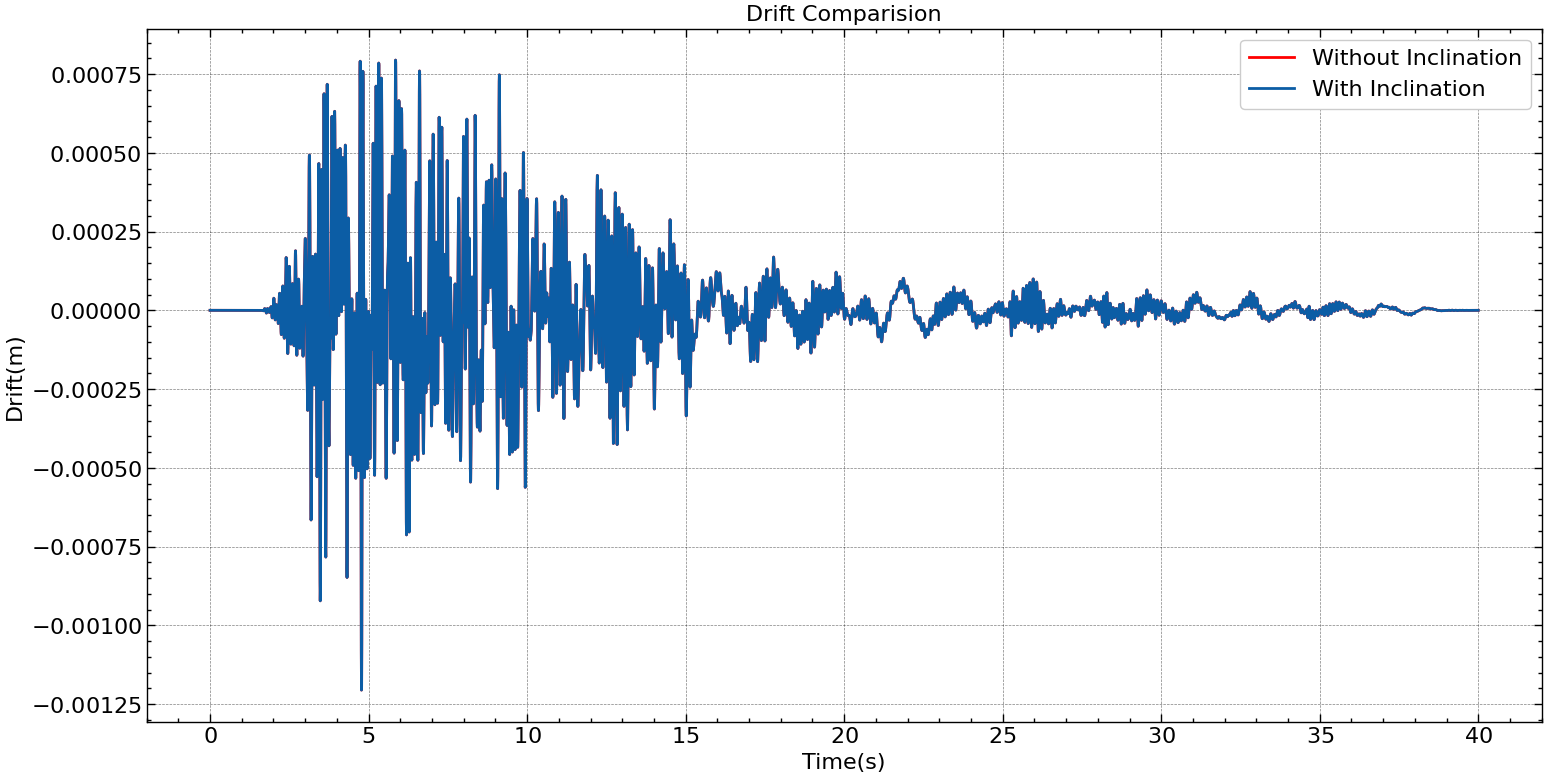 Drift Comparision
Without Inclination
With Inclination
0.00075
0.00050
0.00025
0.00000
−0.00025
−0.00050
−0.00075
−0.00100
−0.00125
Drift(m)
0 5 10 15 20 25 30 35 40
Time(s)